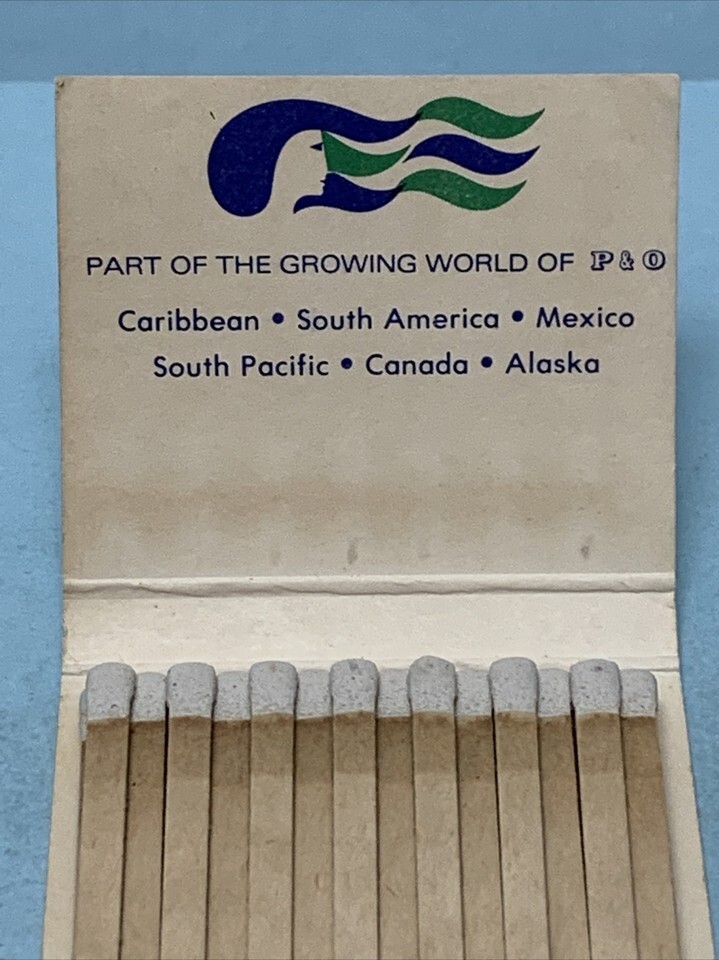 PART OF THE GROWING WORLD OF P & O
Caribbean • South America • Mexico
South Pacific • Canada • Alaska